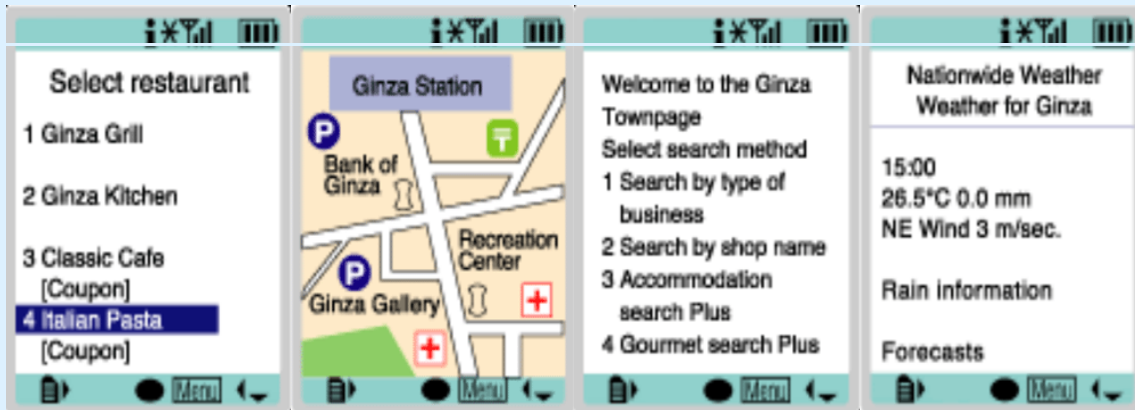 Select restaurant
1 Ginza Grill
2 Ginza Kitchen
3 Classic Cafe
[Coupon]
4 Italian Pasta
[Coupon]
Menu
Ginza Station
P
〒
Bank of
Ginza
Recreation
Center
P
Ginza Gallery
Menu
Welcome to the Ginza
Townpage
Select search method
1 Search by type of
business
2 Search by shop name
3 Accommodation
search Plus
4 Gourmet search Plus
Menu
Nationwide Weather
Weather for Ginza
15:00
26.5°C 0.0 mm
NE Wind 3 m/sec.
Rain information
Forecasts
Menu